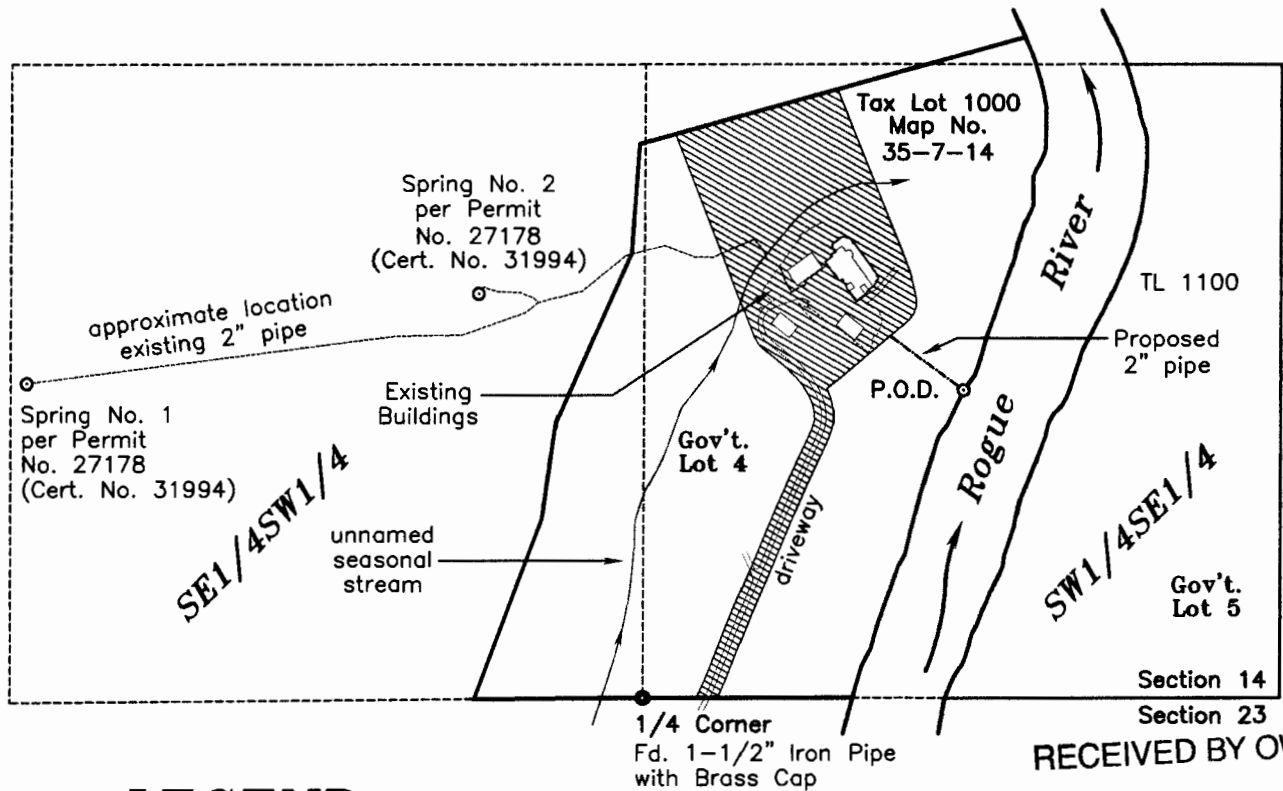 Tax Lot 1000
Map No.
35-7-14
Spring No. 2
per Permit
No. 27178
(Cert. No. 31994)
approximate location
existing 2" pipe
River
TL 1100
Proposed
2" pipe
Existing
Buildings
P.O.D.
Spring No. 1
per Permit
No. 27178
(Cert. No. 31994)
Gov't.
Lot 4
Rogue
SE1/4SW1/4
unnamed
seasonal
stream
driveway
SW1/4SE1/4
Gov't.
Lot 5
Section 14
Section 23
1/4 Corner
Fd. 1-1/2" Iron Pipe
with Brass Cap
RECEIVED BY